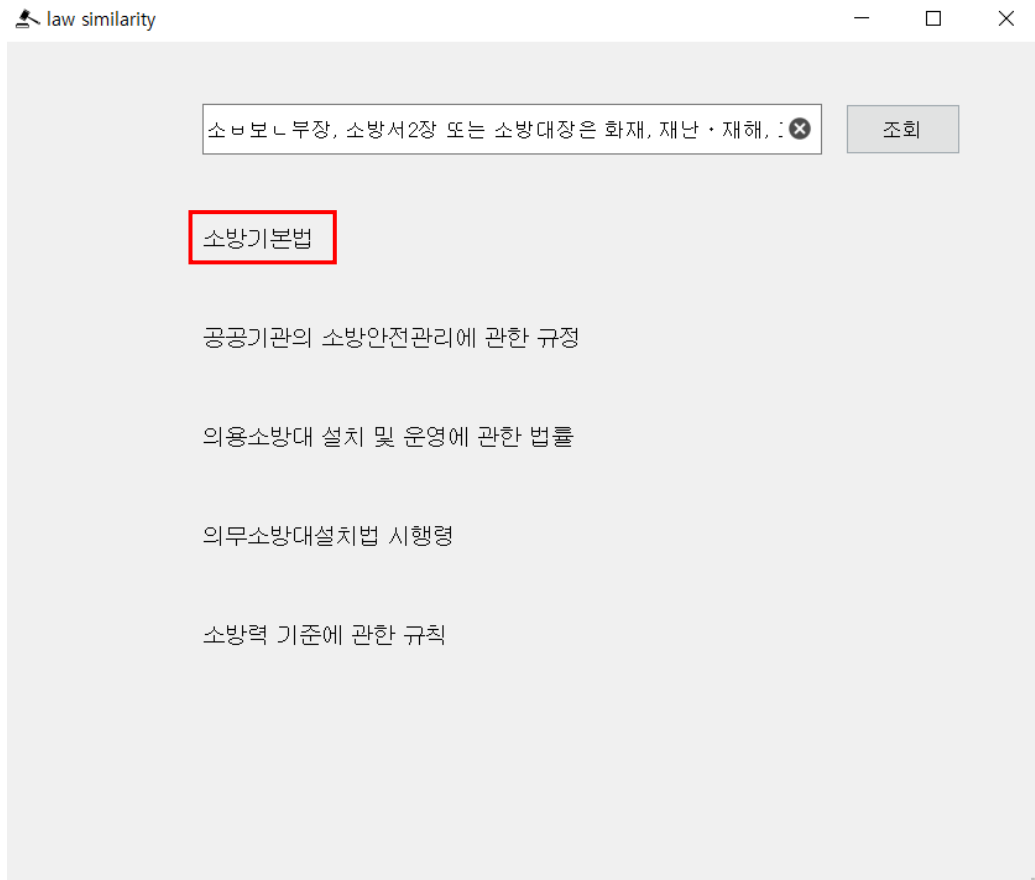 law similarity
소ㅂ보ㄴ부장, 소방서2장 또는 소방대장은 화재, 재난ㆍ재해,
조회
소방기본법
공공기관의 소방안전관리에 관한 규정
의용소방대 설치 및 운영에 관한 법률
의무소방대설치법 시행령
소방력 기준에 관한 규칙